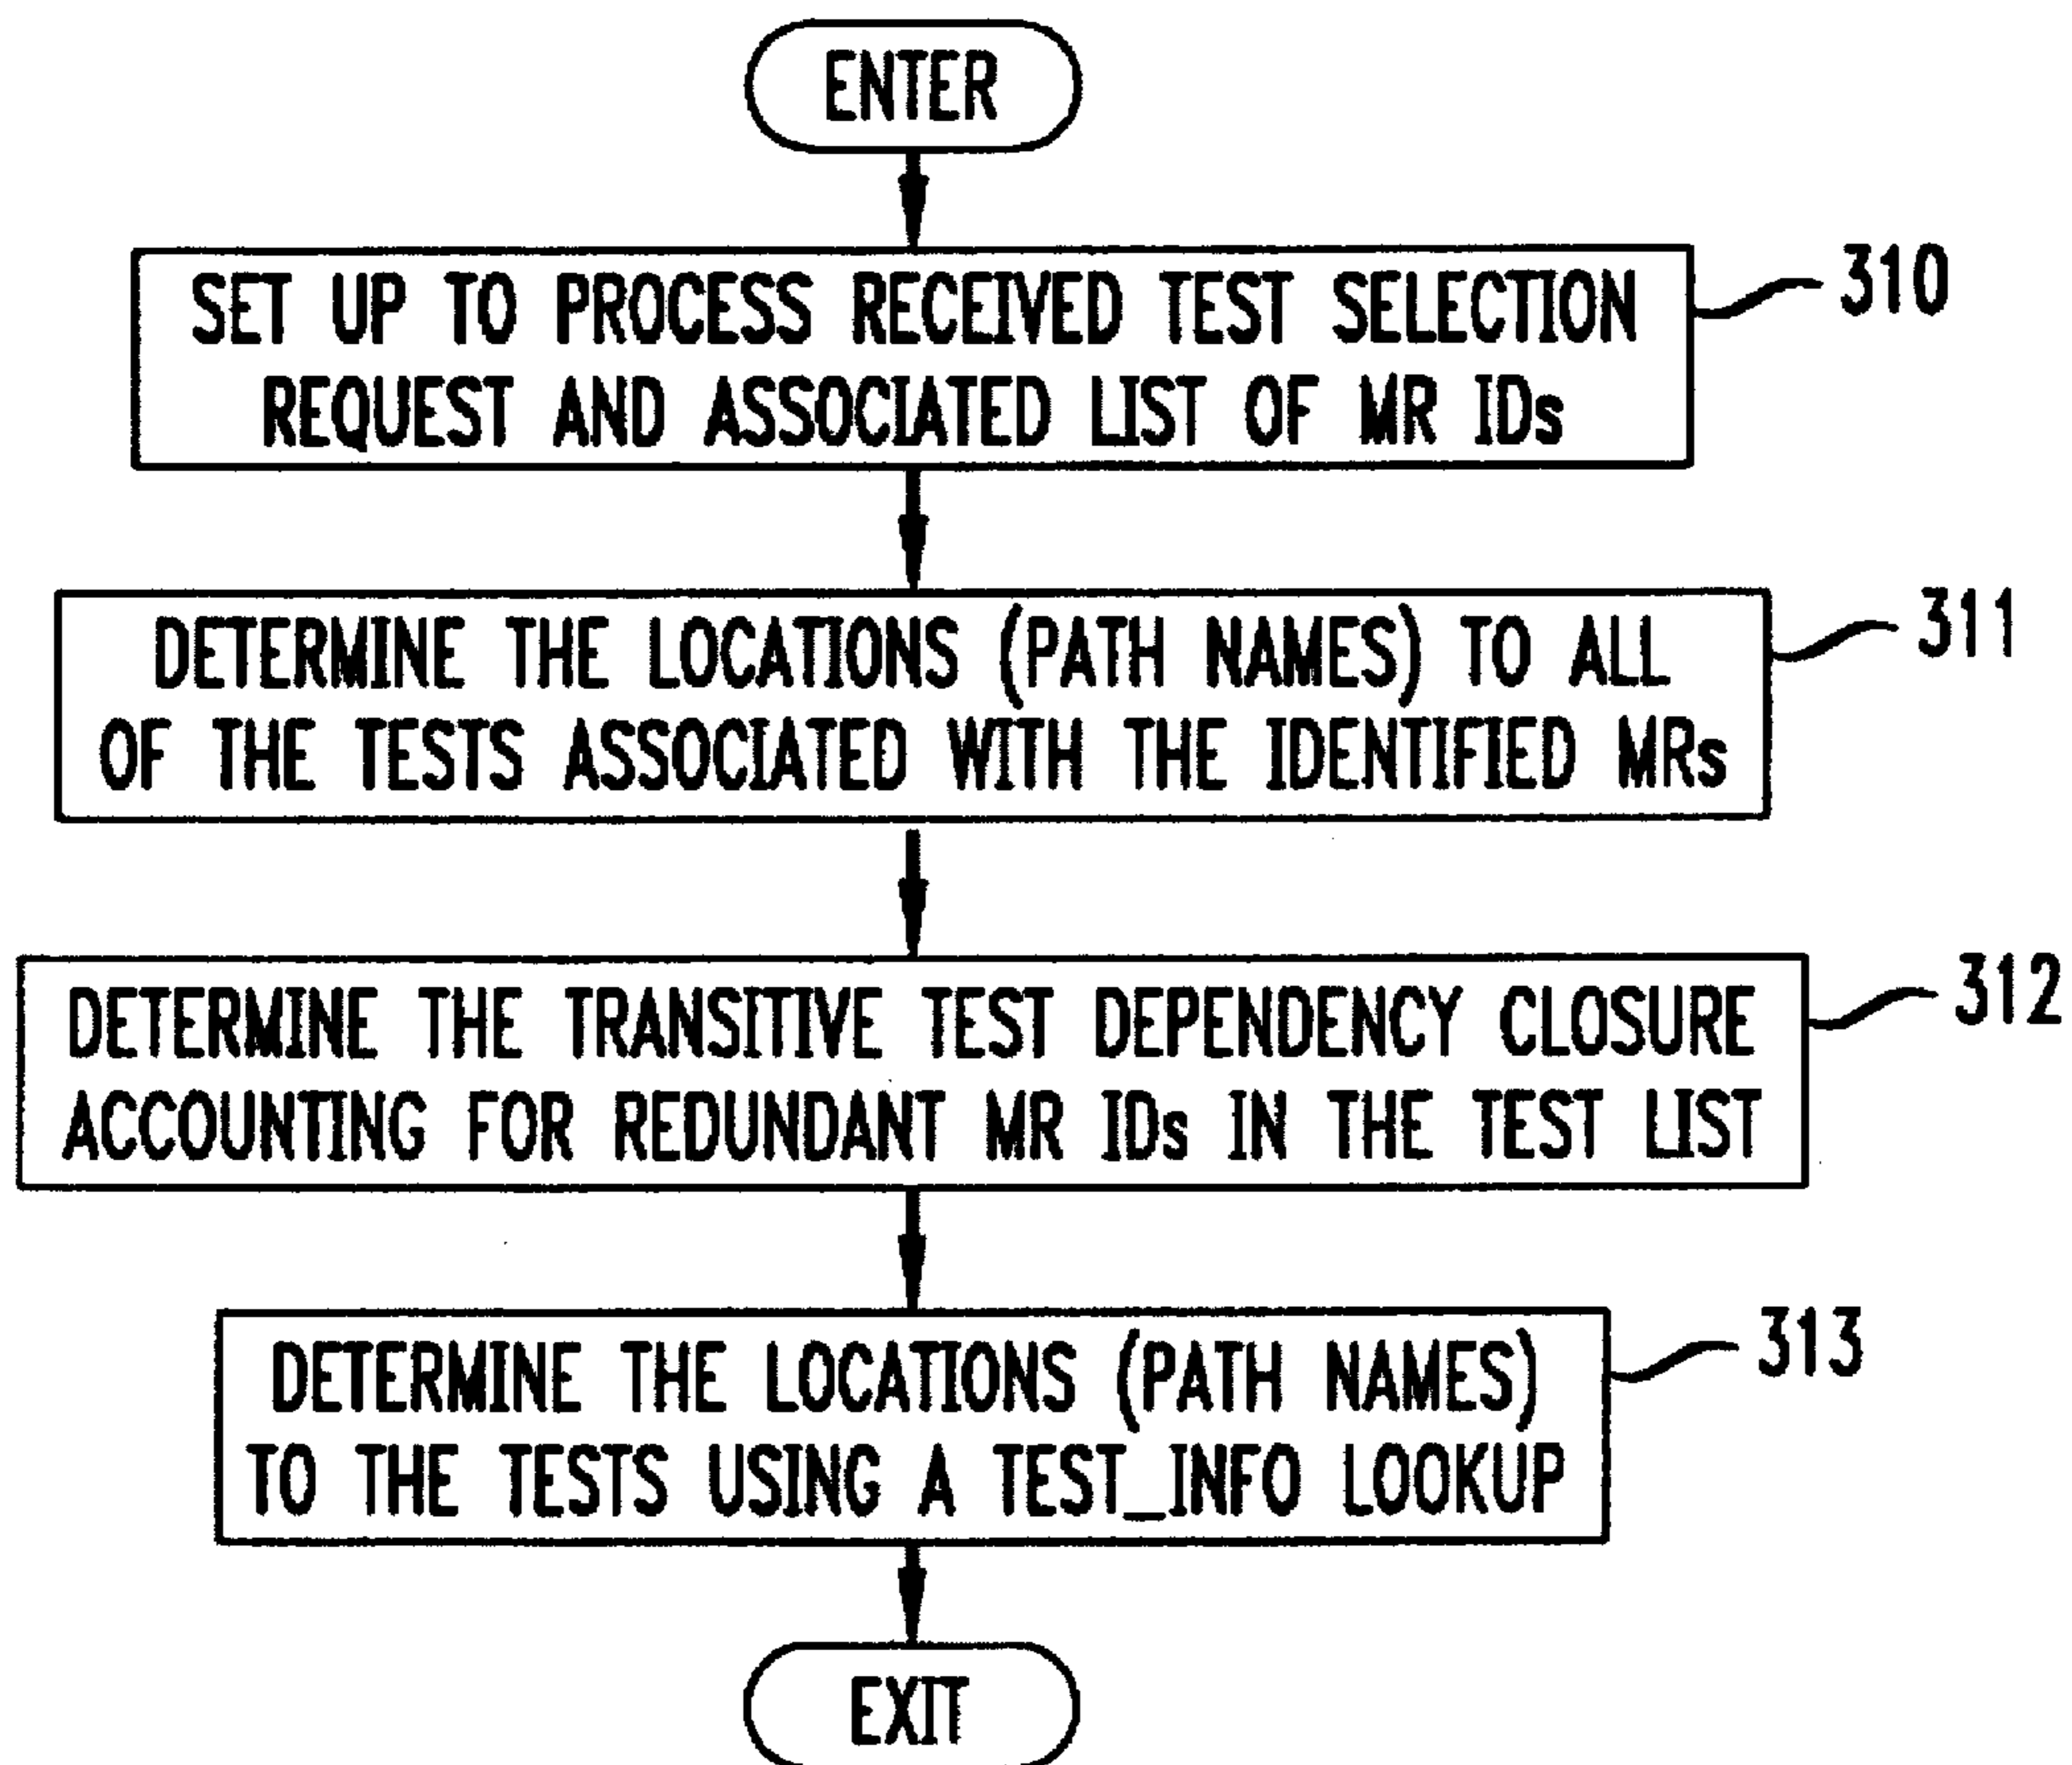 ENTER
SET UP TO PROCESS RECEIVED TEST SELECTION
REQUEST AND ASSOCIATED LIST OF MR IDs
310
DETERMINE THE LOCATIONS (PATH NAMES) TO ALL
OF THE TESTS ASSOCIATED WITH THE IDENTIFIED MRs
311
DETERMINE THE TRANSITIVE TEST DEPENDENCY CLOSURE
ACCOUNTING FOR REDUNDANT MR IDs IN THE TEST LIST
312
DETERMINE THE LOCATIONS (PATH NAMES)
TO THE TESTS USING A TEST_INFO LOOKUP
313
EXIT